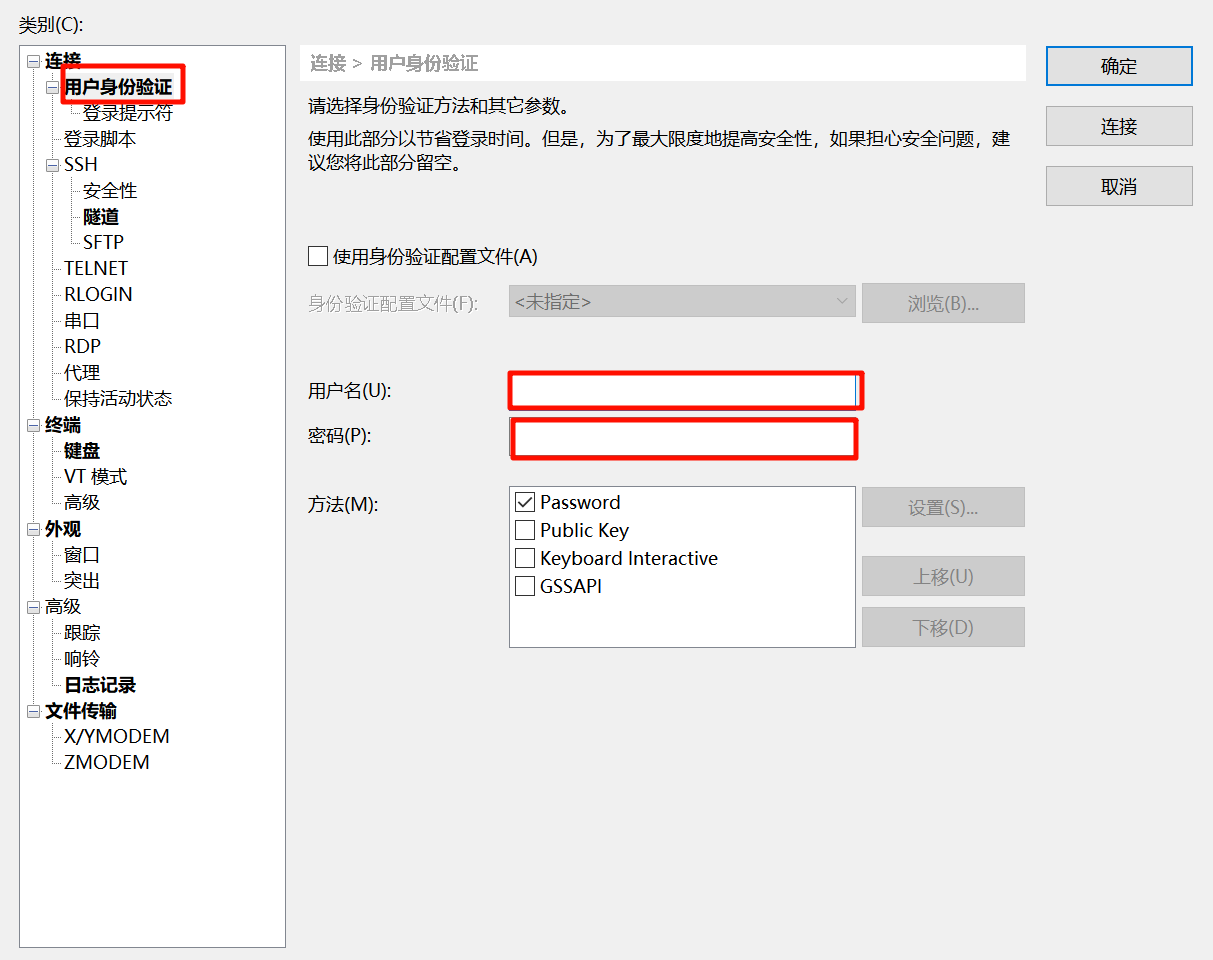 类别(C):
连接
用户身份验证
登录提示符
登录脚本
SSH
安全性
隧道
SFTP
TELNET
RLOGIN
串口
RDP
代理
保持活动状态
终端
键盘
VT 模式
高级
外观
窗口
突出
高级
跟踪
响铃
日志记录
文件传输
X/YMODEM
ZMODEM
连接 > 用户身份验证
请选择身份验证方法和其它参数。
使用此部分以节省登录时间。但是，为了最大限度地提高安全性，如果担心安全问题，建
议您将此部分留空。
使用身份验证配置文件(A)
身份验证配置文件(F):
<未指定>
浏览(B)...
用户名(U):
密码(P):
方法(M):
Password
Public Key
Keyboard Interactive
GSSAPI
设置(S)...
上移(U)
下移(D)
确定
连接
取消